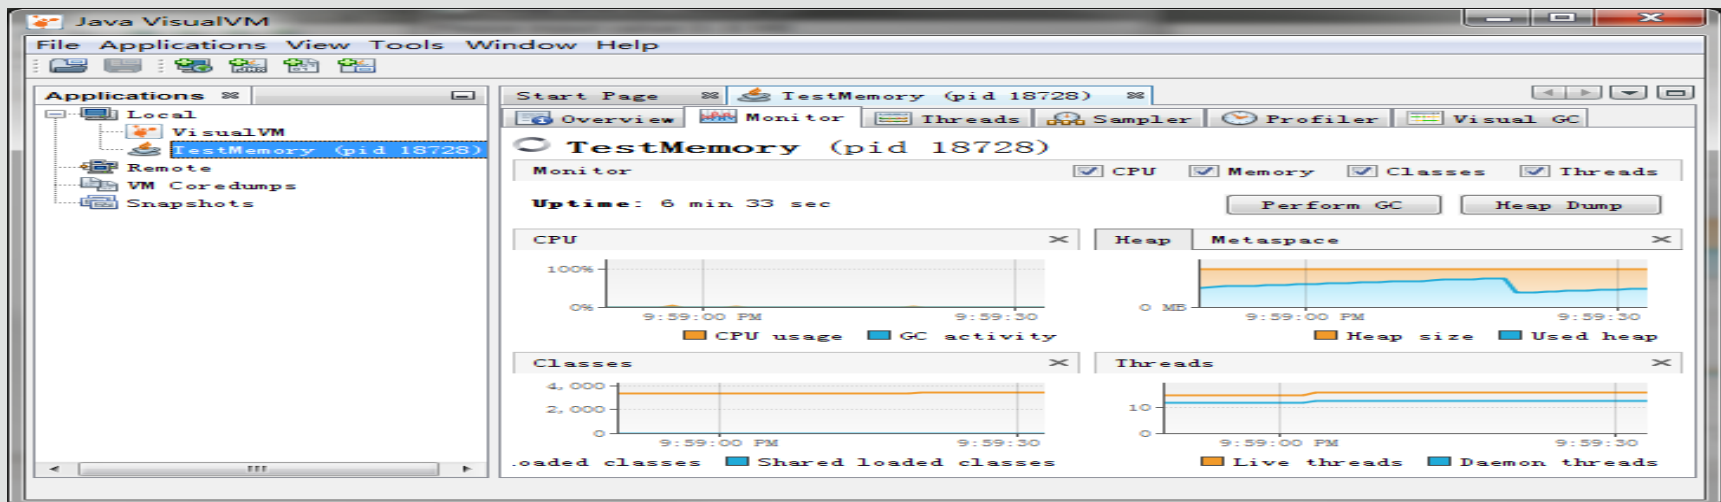 Java VisualVM
File Applications View Tools Window Help
Applications
Start Page
TestMemory (pid 18728)
Local
VisualVM
TestMemory (pid 18728)
Remote
VM Coredumps
Snapshots
Overview Monitor Threads Sampler Profiler Visual GC
TestMemory (pid 18728)
Monitor
CPU Memory Classes Threads
Uptime: 6 min 33 sec
Perform GC Heap Dump
CPU
100%
0%
9:59:00 PM 9:59:30
CPU usage GC activity
Heap Metaspace
0 MB
9:59:00 PM 9:59:30
Heap size Used heap
Classes
4,000
2,000
0
9:59:00 PM 9:59:30
oaded classes Shared loaded classes
Threads
10
0
9:59:00 PM 9:59:30
Live threads Daemon threads